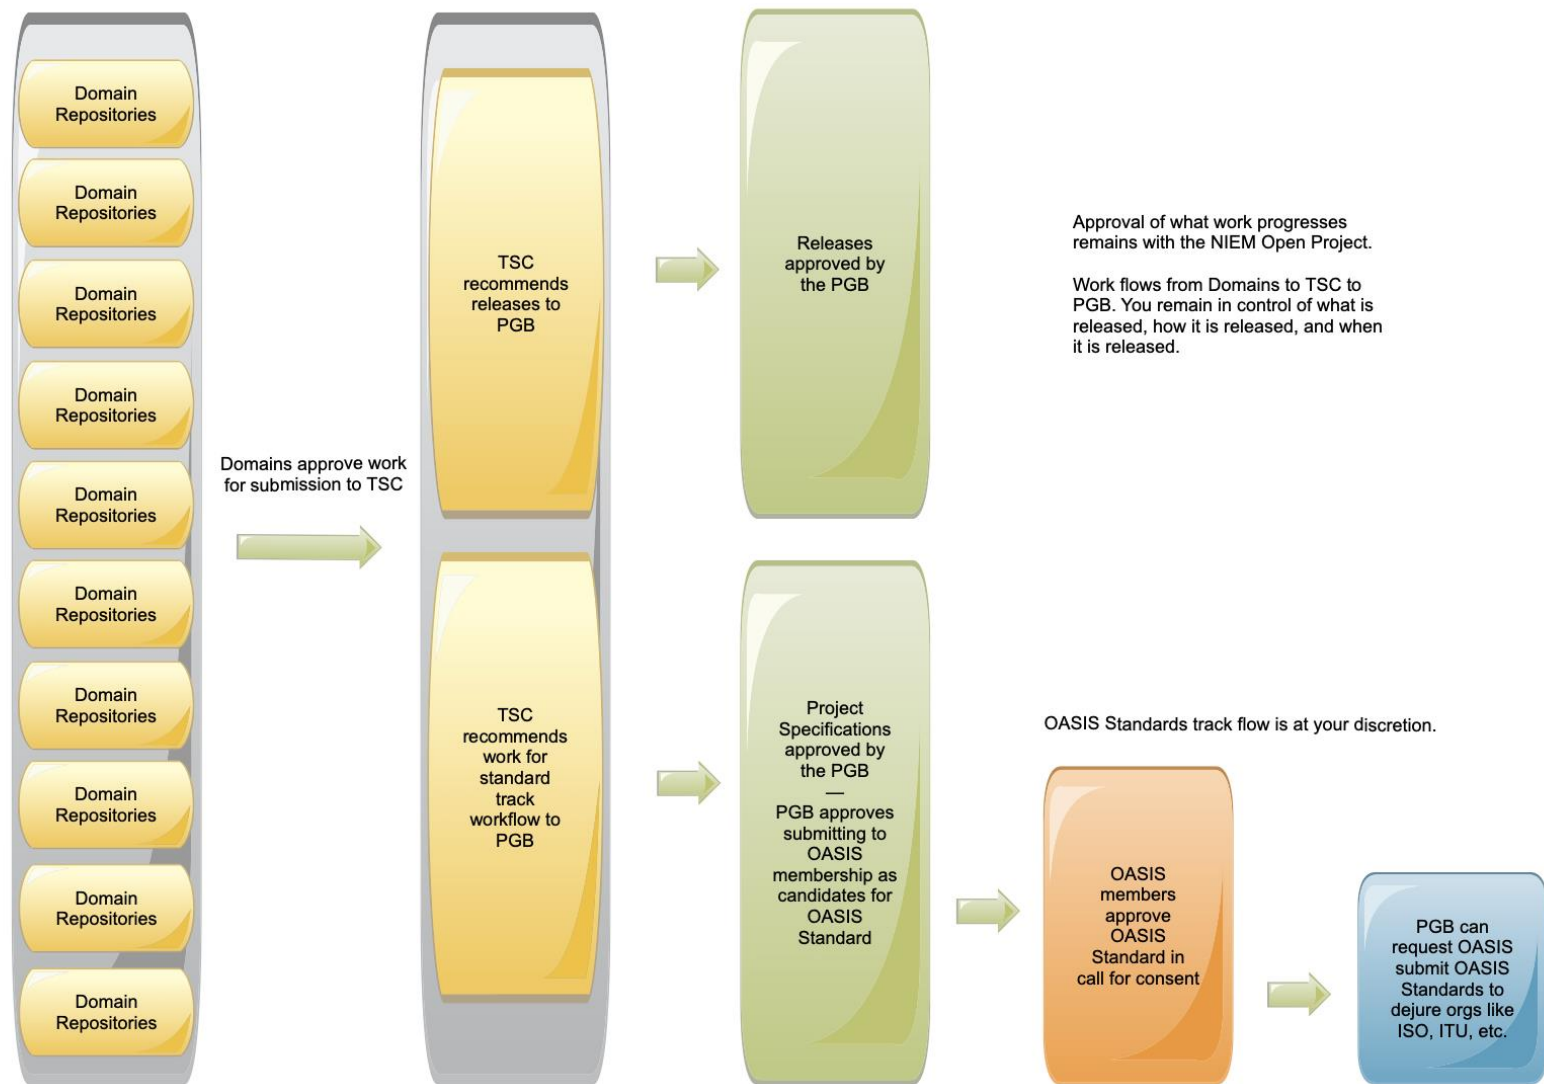 Domain
Repositories
Domain
Repositories
Domain
Repositories
Domain
Repositories
Domain
Repositories
Domain
Repositories
Domain
Repositories
Domain
Repositories
Domain
Repositories
Domain
Repositories
Domains approve work
for submission to TSC
TSC
recommends
releases to
PGB
TSC
recommends
work for
standard
track
workflow to
PGB
Releases
approved by
the PGB
Project
Specifications
approved by
the PGB
—
PGB approves
submitting to
OASIS
membership as
candidates for
OASIS
Standard
Approval of what work progresses
remains with the NIEM Open Project.
Work flows from Domains to TSC to
PGB. You remain in control of what is
released, how it is released, and when
it is released.
OASIS Standards track flow is at your discretion.
OASIS
members
approve
OASIS
Standard in
call for consent
PGB can
request OASIS
submit OASIS
Standards to
dejure orgs like
ISO, ITU, etc.